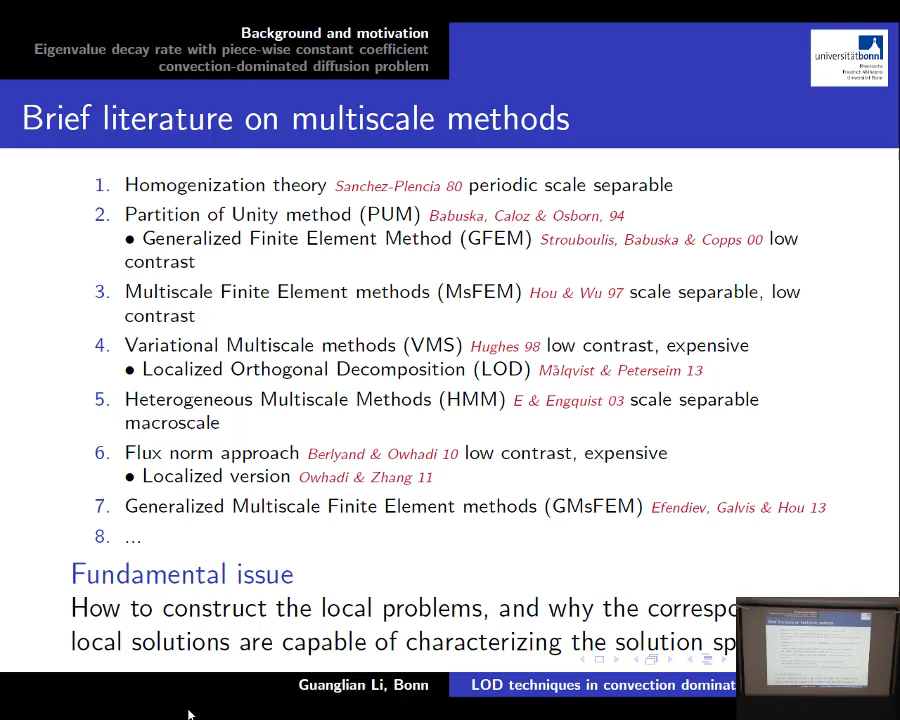 Background and motivation
Eigenvalue decay rate with piece-wise constant coefficient
convection-dominated diffusion problem
universitätbonn
Rheinische
Friedrich-Wilhelms-
Universität Bonn
Brief literature on multiscale methods
1. Homogenization theory Sanchez-Plencia 80 periodic scale separable
2. Partition of Unity method (PUM) Babuska, Caloz & Osborn, 94
• Generalized Finite Element Method (GFEM) Strouboulis, Babuska & Copps 00 low
contrast
3. Multiscale Finite Element methods (MsFEM) Hou & Wu 97 scale separable, low
contrast
4. Variational Multiscale methods (VMS) Hughes 98 low contrast, expensive
• Localized Orthogonal Decomposition (LOD) Målqvist & Peterseim 13
5. Heterogeneous Multiscale Methods (HMM) E & Engquist 03 scale separable
macroscale
6. Flux norm approach Berlyand & Owhadi 10 low contrast, expensive
• Localized version Owhadi & Zhang 11
7. Generalized Multiscale Finite Element methods (GMsFEM) Efendiev, Galvis & Hou 13
8. ...
Fundamental issue
How to construct the local problems, and why the correspo
local solutions are capable of characterizing the solution sp
Guanglian Li, Bonn LOD techniques in convection dominat